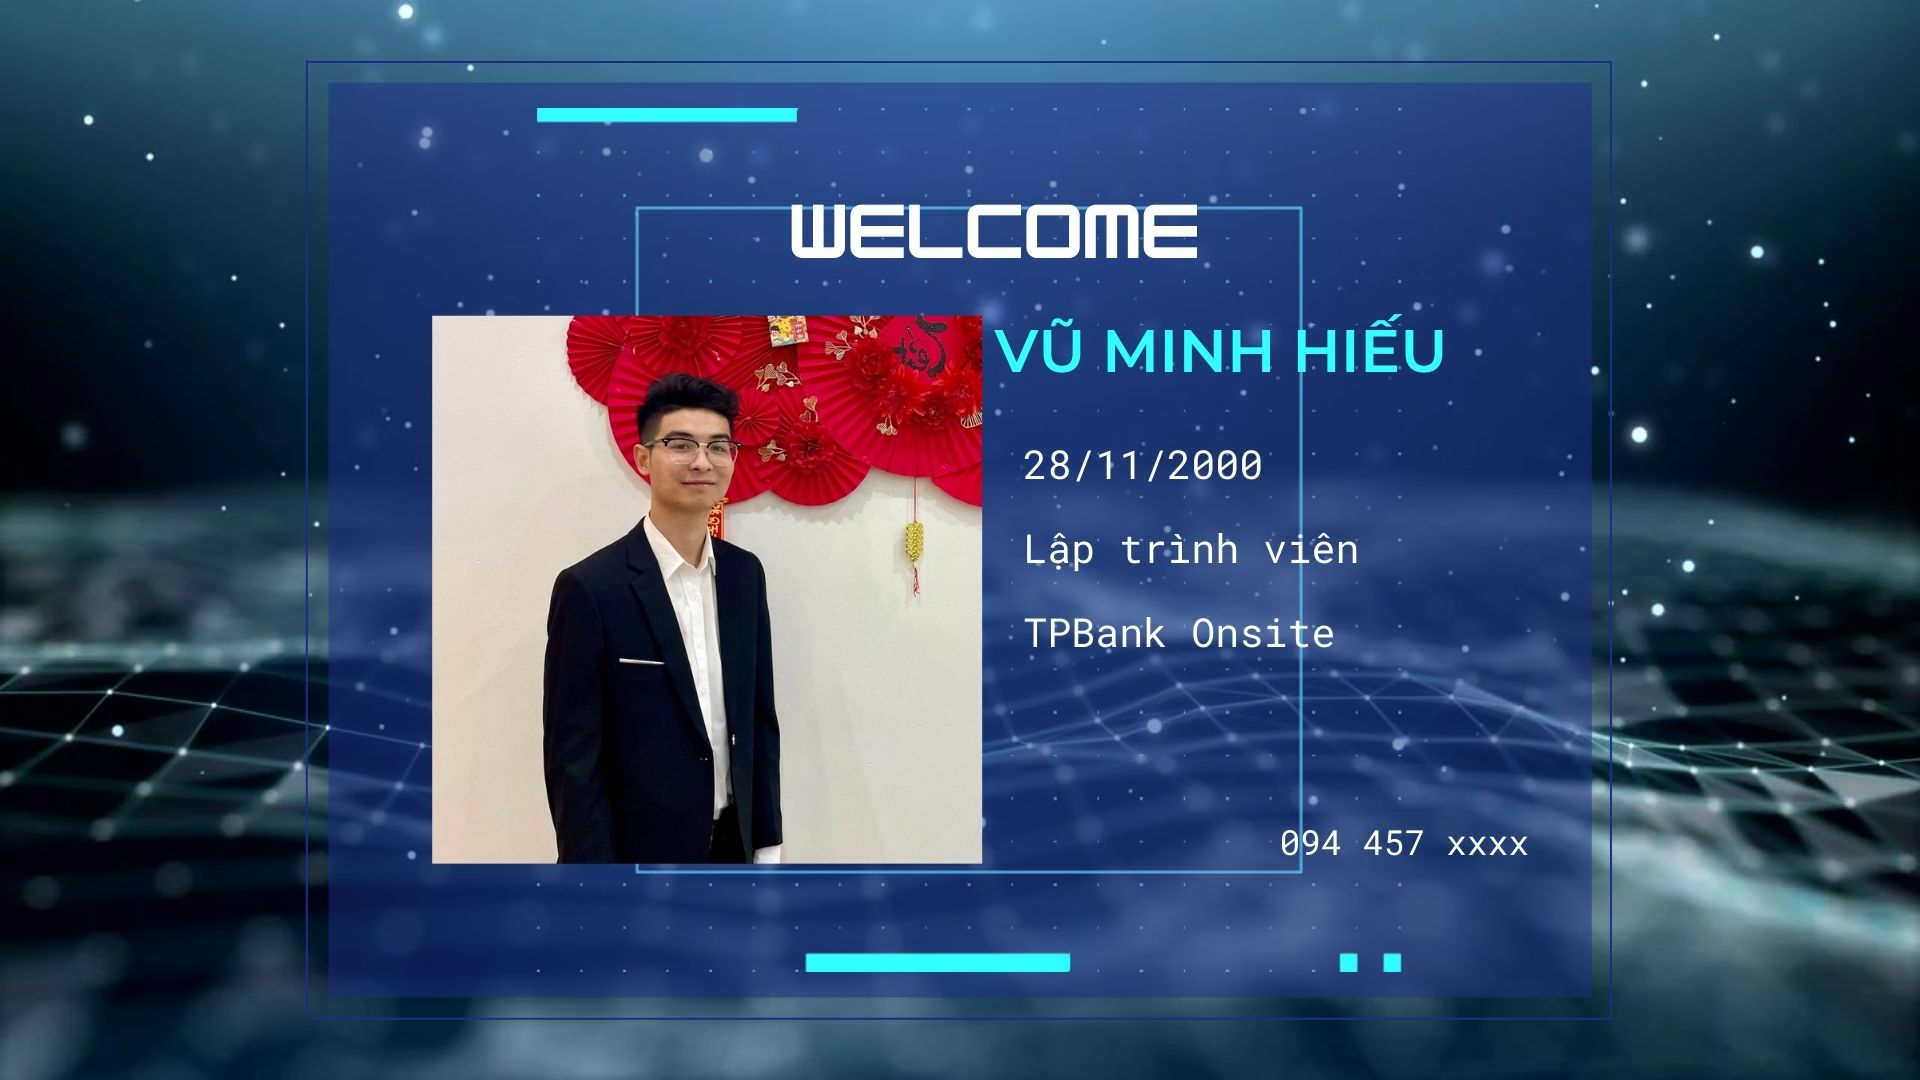 WELCOME
VŨ MINH HIẾU
28/11/2000
Lập trình viên
TPBank Onsite
094 457 xxxx